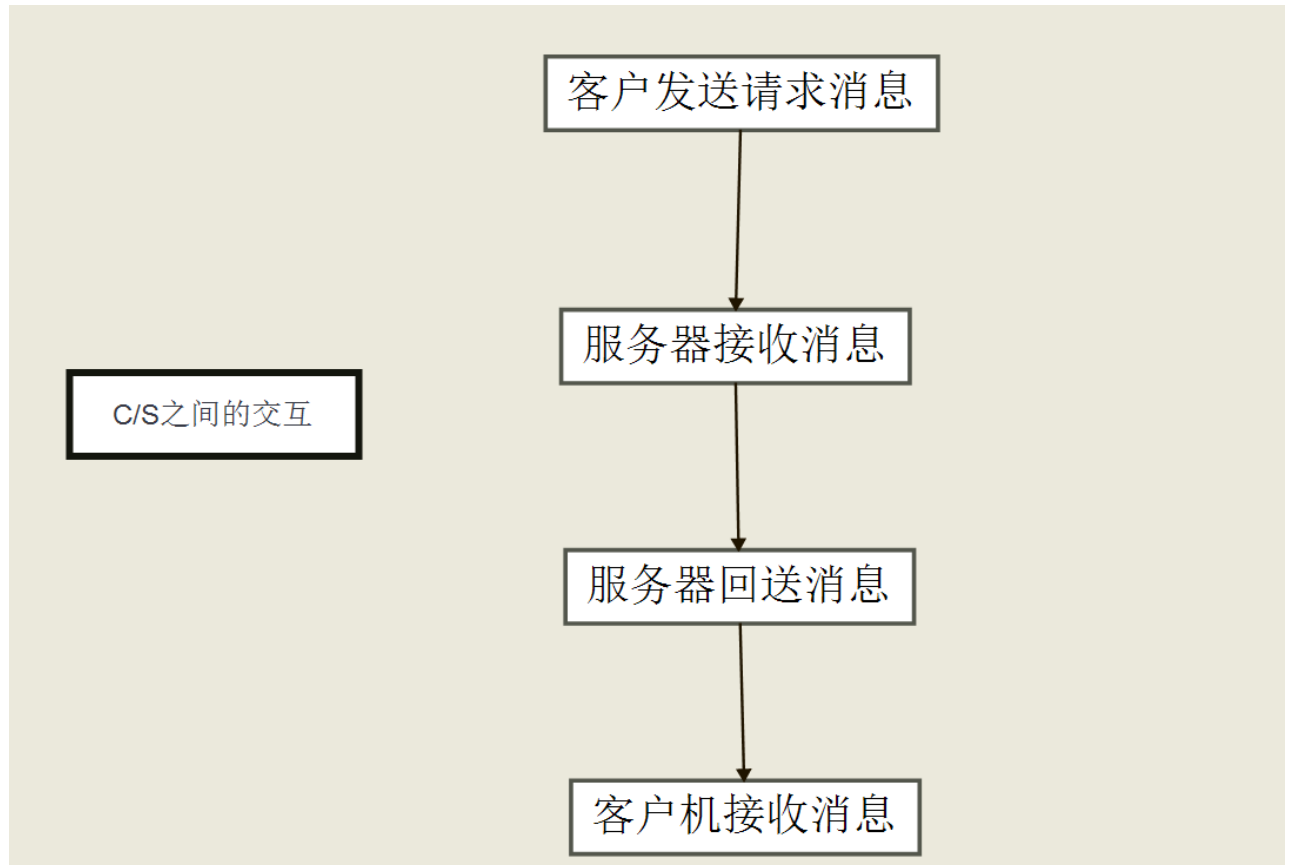 客户发送请求消息
服务器接收消息
C/S之间的交互
服务器回送消息
客户机接收消息